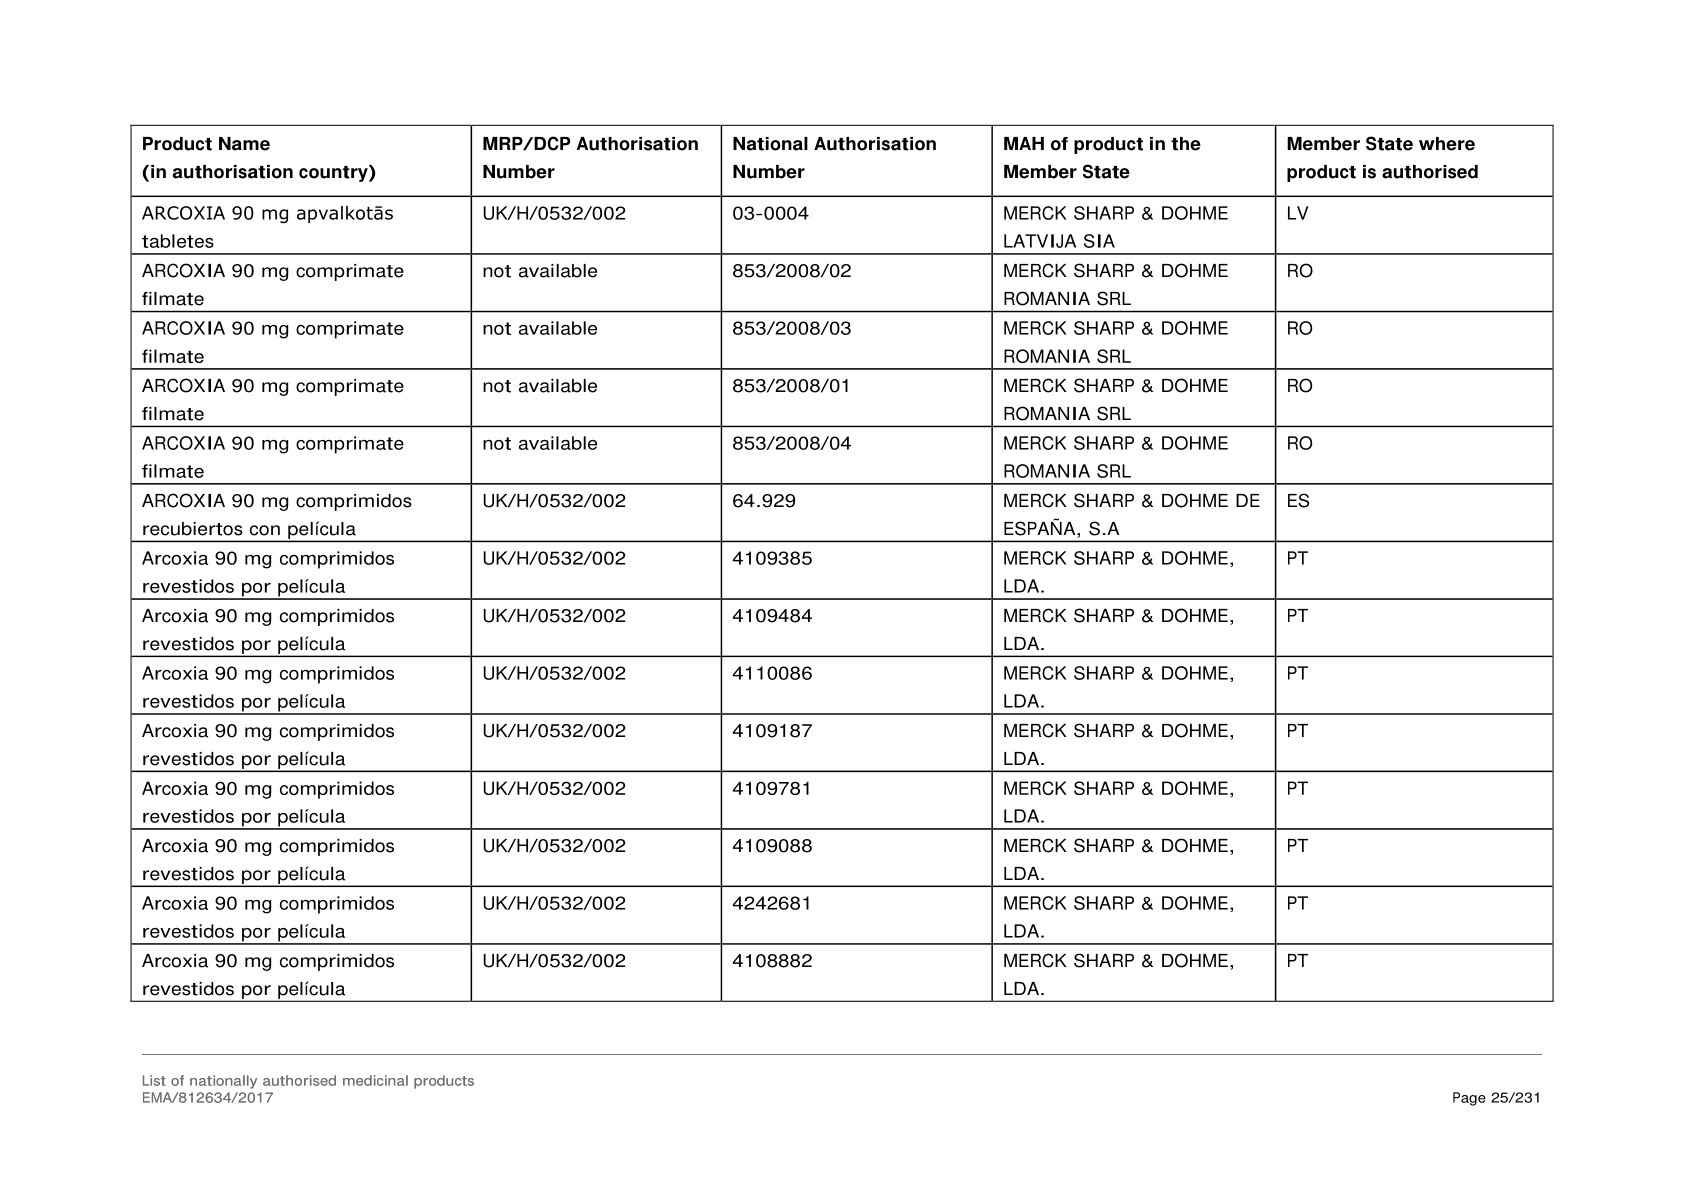 Product Name
(in authorisation country)
MRP/DCP Authorisation
Number
National Authorisation
Number
MAH of product in the
Member State
Member State where
product is authorised
ARCOXIA 90 mg apvalkotās
tabletes
UK/H/0532/002
03-0004
MERCK SHARP & DOHME
LATVIJA SIA
LV
ARCOXIA 90 mg comprimate
filmate
not available
853/2008/02
MERCK SHARP & DOHME
ROMANIA SRL
RO
ARCOXIA 90 mg comprimate
filmate
not available
853/2008/03
MERCK SHARP & DOHME
ROMANIA SRL
RO
ARCOXIA 90 mg comprimate
filmate
not available
853/2008/01
MERCK SHARP & DOHME
ROMANIA SRL
RO
ARCOXIA 90 mg comprimate
filmate
not available
853/2008/04
MERCK SHARP & DOHME
ROMANIA SRL
RO
ARCOXIA 90 mg comprimidos
recubiertos con película
UK/H/0532/002
64.929
MERCK SHARP & DOHME DE
ESPAÑA, S.A
ES
Arcoxia 90 mg comprimidos
revestidos por película
UK/H/0532/002
4109385
MERCK SHARP & DOHME,
LDA.
PT
Arcoxia 90 mg comprimidos
revestidos por película
UK/H/0532/002
4109484
MERCK SHARP & DOHME,
LDA.
PT
Arcoxia 90 mg comprimidos
revestidos por película
UK/H/0532/002
4110086
MERCK SHARP & DOHME,
LDA.
PT
Arcoxia 90 mg comprimidos
revestidos por película
UK/H/0532/002
4109187
MERCK SHARP & DOHME,
LDA.
PT
Arcoxia 90 mg comprimidos
revestidos por película
UK/H/0532/002
4109781
MERCK SHARP & DOHME,
LDA.
PT
Arcoxia 90 mg comprimidos
revestidos por película
UK/H/0532/002
4109088
MERCK SHARP & DOHME,
LDA.
PT
Arcoxia 90 mg comprimidos
revestidos por película
UK/H/0532/002
4242681
MERCK SHARP & DOHME,
LDA.
PT
Arcoxia 90 mg comprimidos
revestidos por película
UK/H/0532/002
4108882
MERCK SHARP & DOHME,
LDA.
PT
List of nationally authorised medicinal products
EMA/812634/2017
Page 25/231